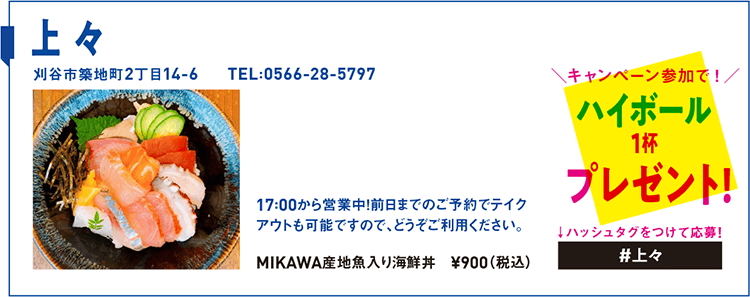 上々
刈谷市築地町2丁目14-6 TEL:0566-28-5797
17:00から営業中!前日までのご予約でテイク
アウトも可能ですので、どうぞご利用ください。
MIKAWA産地魚入り海鮮丼 ¥900(税込)
＼キャンペーン参加で！／
ハイボール
1杯
プレゼント!
↓ハッシュタグをつけて応募!
#上々